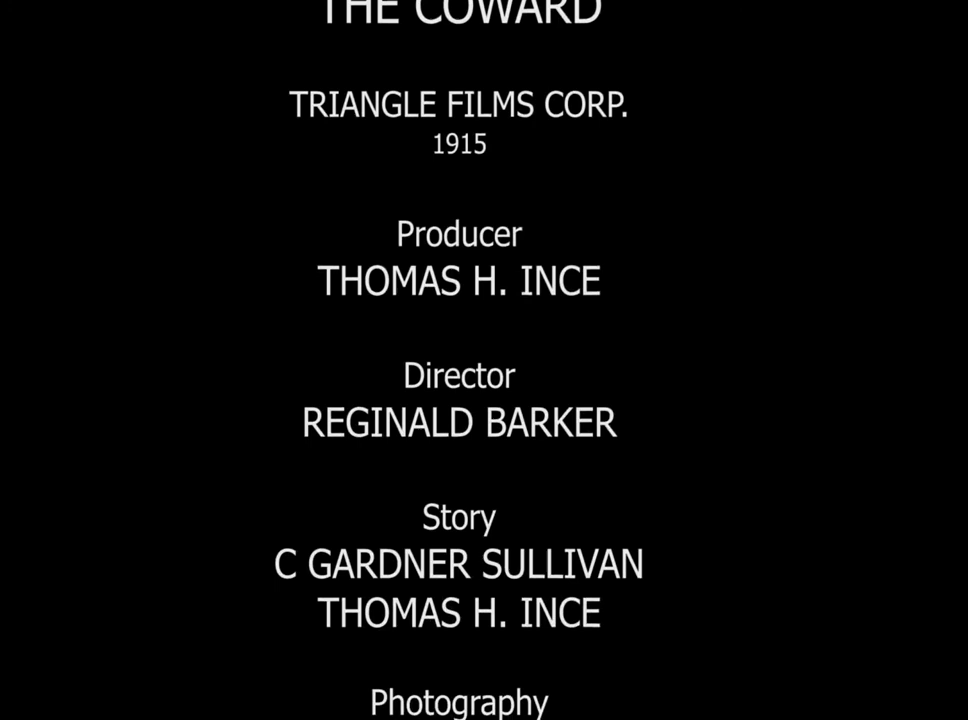 THE COWARD
TRIANGLE FILMS CORP.
1915
Producer
THOMAS H. INCE
Director
REGINALD BARKER
Story
C GARDNER SULLIVAN
THOMAS H. INCE
Photography